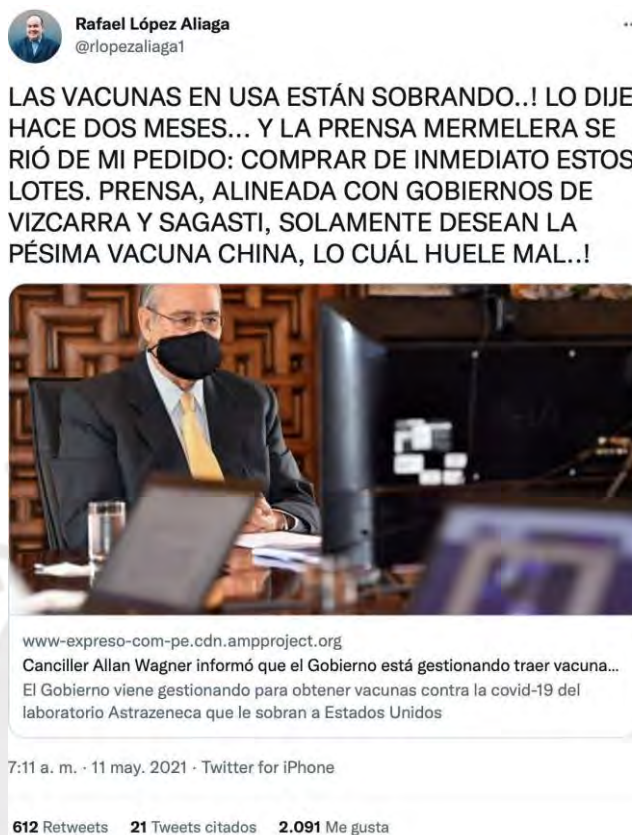 Rafael López Aliaga
@rlopezaliaga1
LAS VACUNAS EN USA ESTÁN SOBRANDO..! LO DIJE
HACE DOS MESES... Y LA PRENSA MERMELERA SE
RIÓ DE MI PEDIDO: COMPRAR DE INMEDIATO ESTOS
LOTES. PRENSA, ALINEADA CON GOBIERNOS DE
VIZCARRA Y SAGASTI, SOLAMENTE DESEAN LA
PÉSIMA VACUNA CHINA, LO CUÁL HUELE MAL..!
www-expreso-com-pe.cdn.ampproject.org
Canciller Allan Wagner informó que el Gobierno está gestionando traer vacuna...
El Gobierno viene gestionando para obtener vacunas contra la covid-19 del
laboratorio Astrazeneca que le sobran a Estados Unidos
7:11 a. m. · 11 may. 2021 · Twitter for iPhone
612 Retweets 21 Tweets citados 2.091 Me gusta